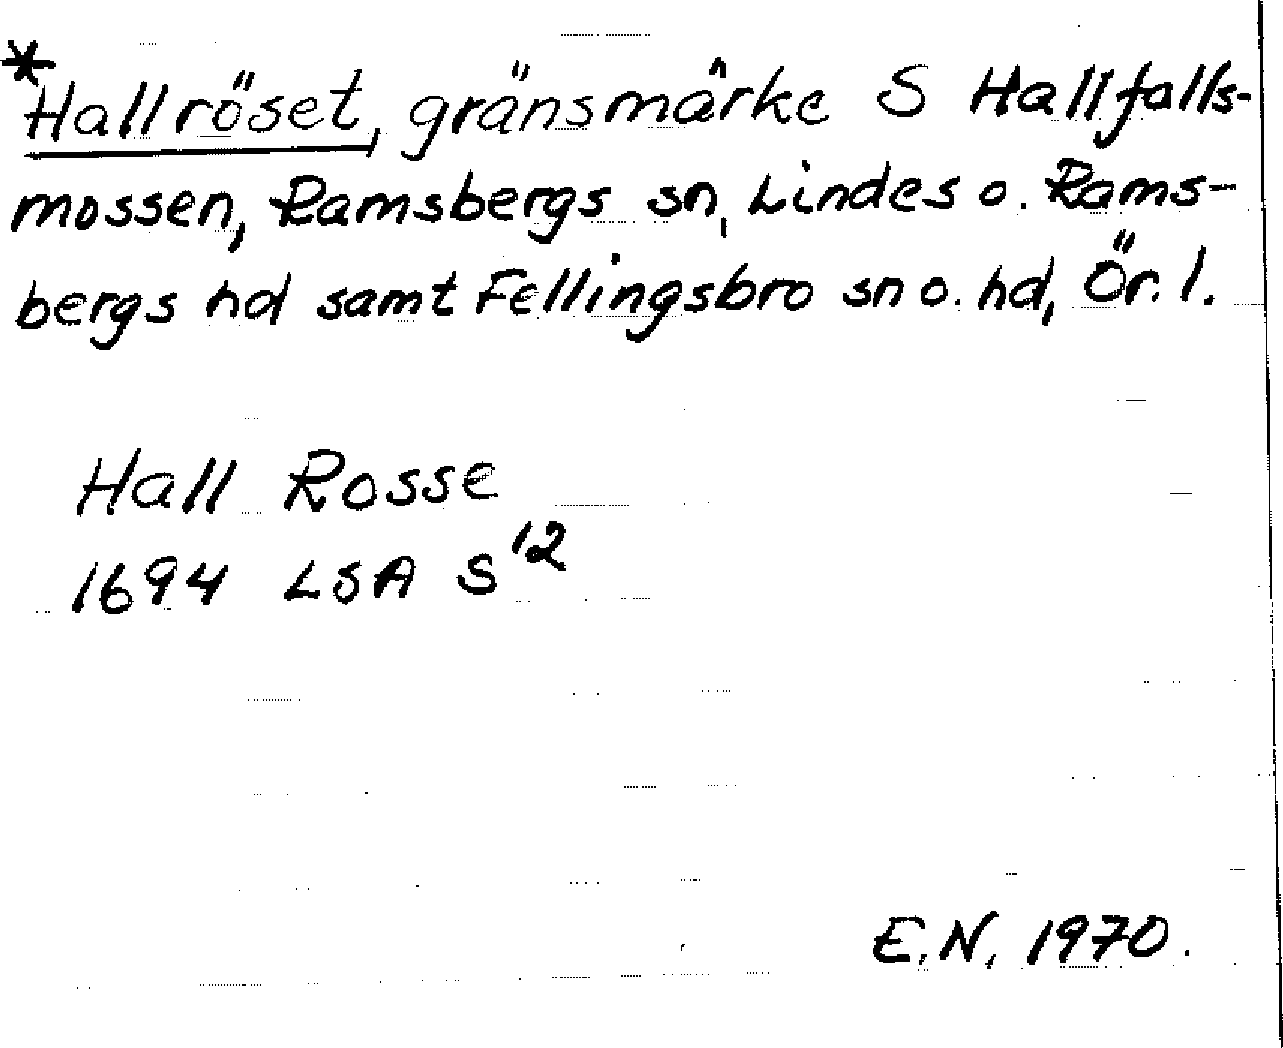 *Hallröset, gränsmärke S Hallfalls-
mossen, Ramsbergs sn, Lindes o. Rams-
bergs hd samt Fellingsbro sn o. hd, Ör. l.
Hall Rosse
1694 LSA S 12
E.N. 1970.